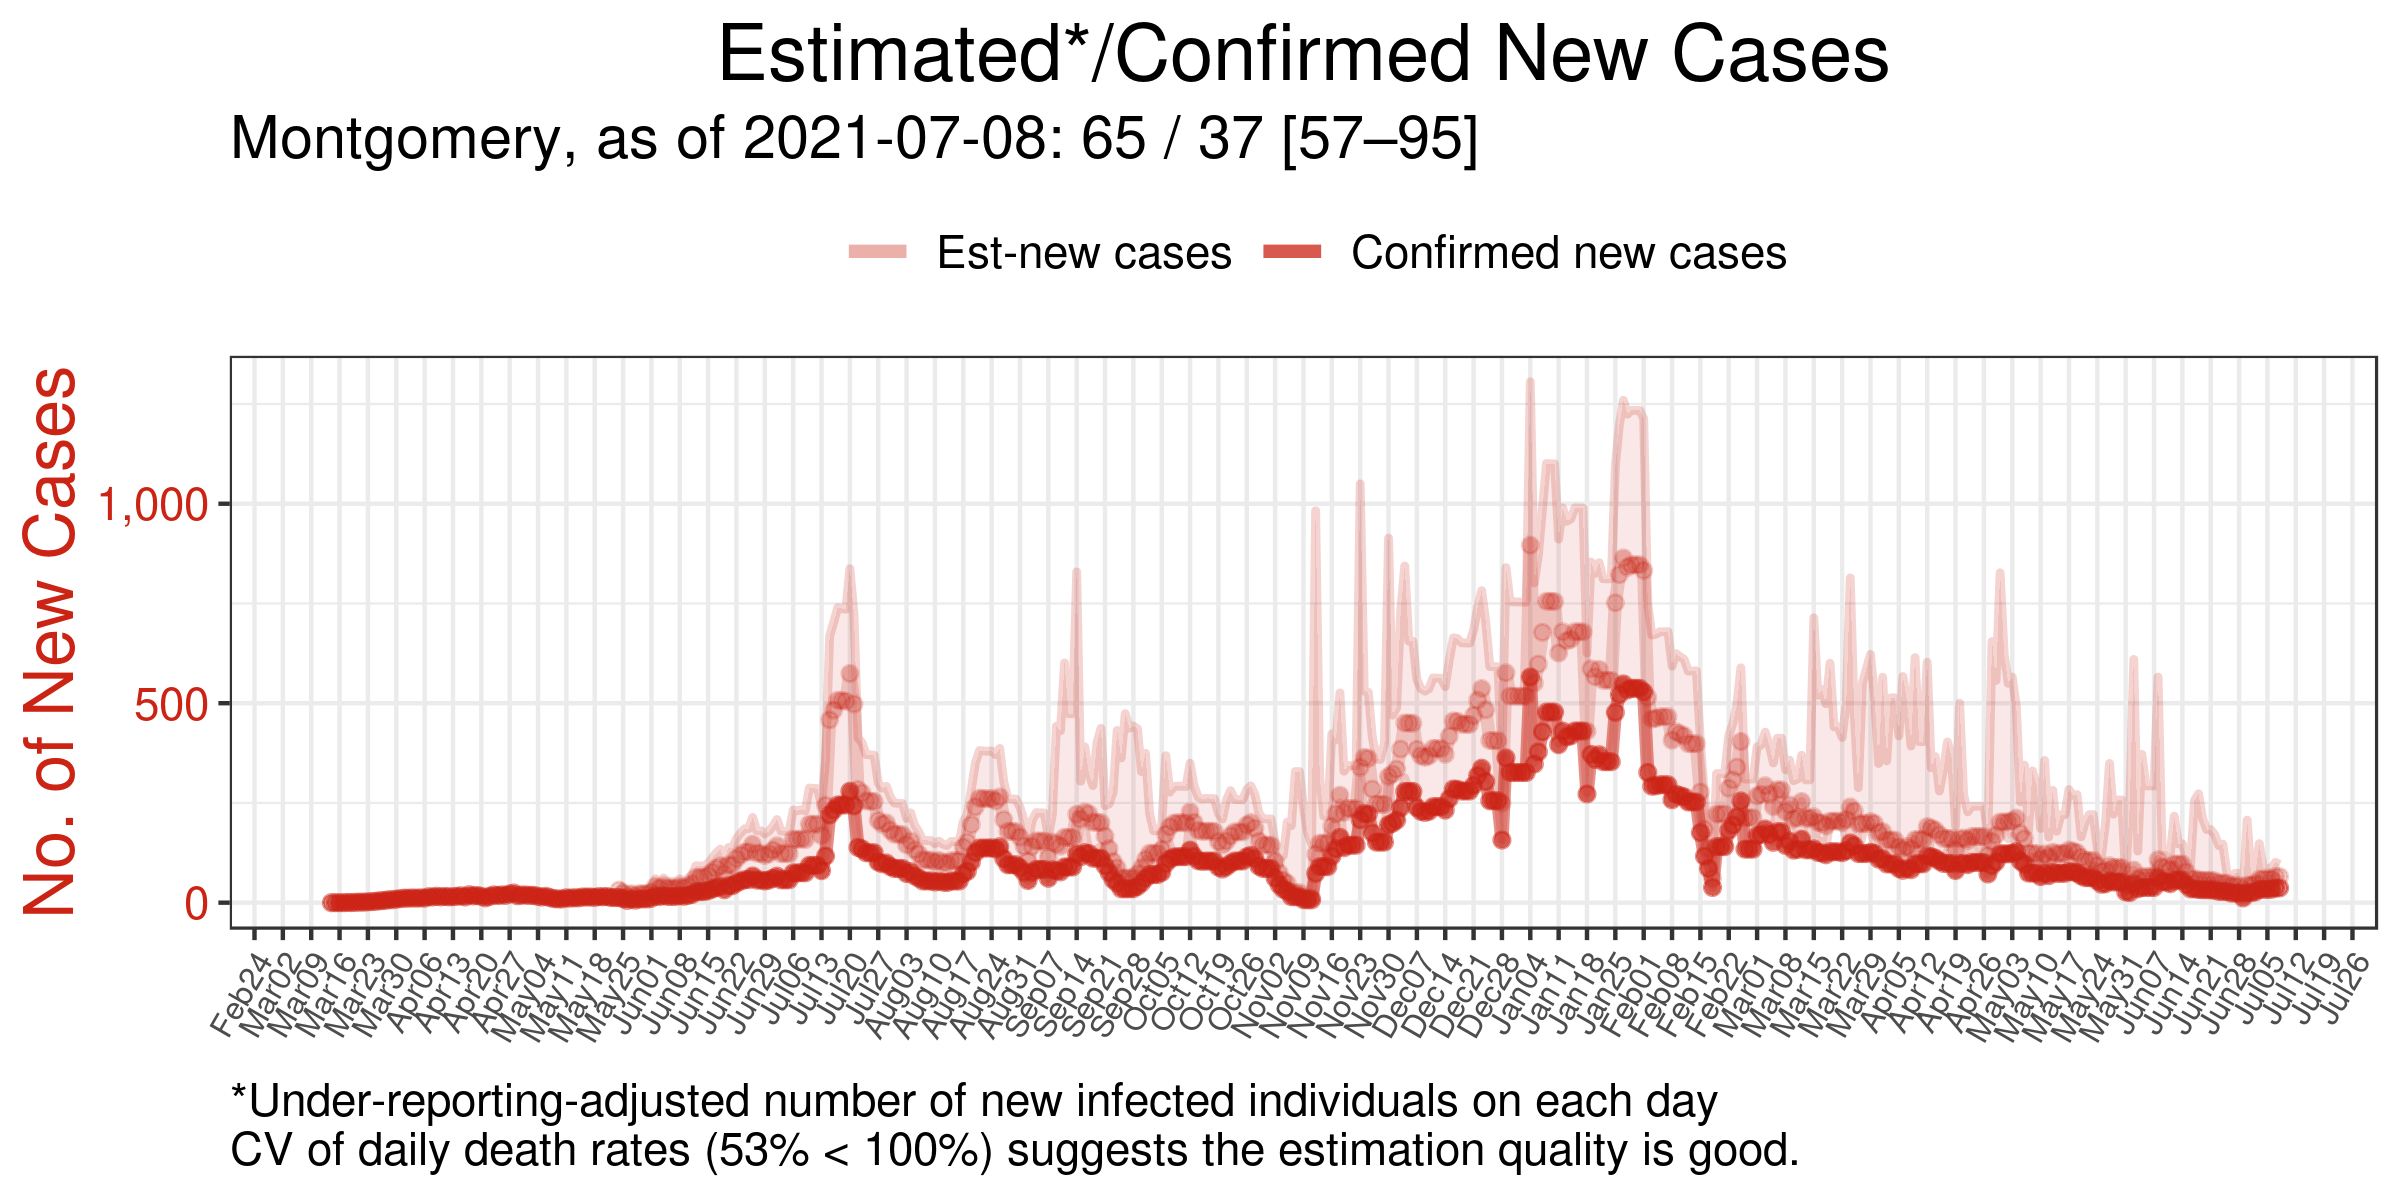 Estimated*/Confirmed New Cases
Montgomery, as of 2021-07-08: 65 / 37 [57–95]
Est-new cases Confirmed new cases
No. of New Cases
1,000
500
0
Feb24 Mar02 Mar09 Mar16 Mar23 Mar30 Apr06 Apr13 Apr20 Apr27 May04 May11 May18 May25 Jun01 Jun08 Jun15 Jun22 Jun29 Jul06 Jul13 Jul20 Jul27 Aug03 Aug10 Aug17 Aug24 Aug31 Sep07 Sep14 Sep21 Sep28 Oct05 Oct12 Oct19 Oct26 Nov02 Nov09 Nov16 Nov23 Nov30 Dec07 Dec14 Dec21 Dec28 Jan04 Jan11 Jan18 Jan25 Feb01 Feb08 Feb15 Feb22 Mar01 Mar08 Mar15 Mar22 Mar29 Apr05 Apr12 Apr19 Apr26 May03 May10 May17 May24 May31 Jun07 Jun14 Jun21 Jun28 Jul05 Jul12 Jul19 Jul26
*Under-reporting-adjusted number of new infected individuals on each day
CV of daily death rates (53% < 100%) suggests the estimation quality is good.